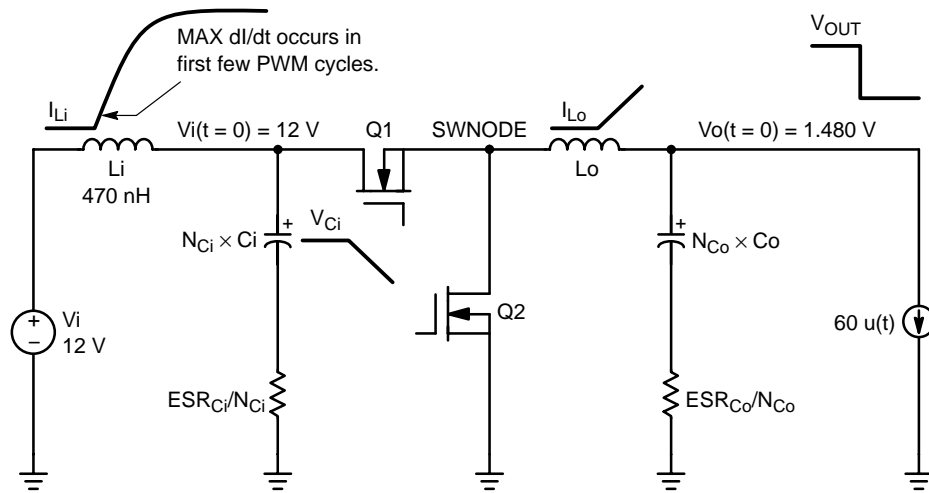 MAX dI/dt occurs in
first few PWM cycles.
V_OUT
I_Li
Vi(t = 0) = 12 V
Q1
SWNODE
I_Lo
Vo(t = 0) = 1.480 V
Li
470 nH
Lo
V_Ci
+
N_Ci × Ci
+
N_Co × Co
Q2
+
−
Vi
12 V
60 u(t)
ESR_Ci/N_Ci
ESR_Co/N_Co